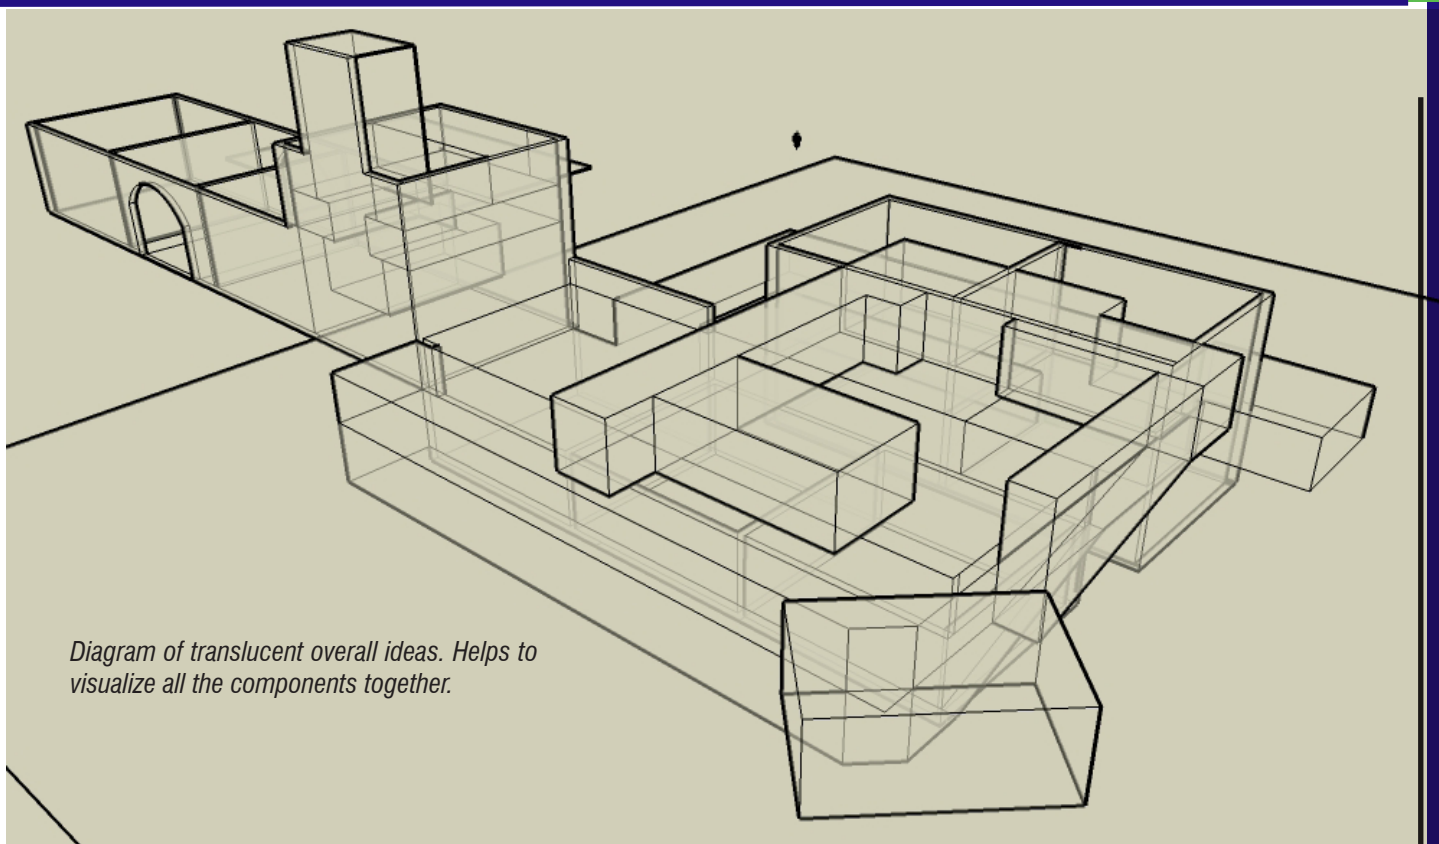 Diagram of translucent overall ideas. Helps to
visualize all the components together.